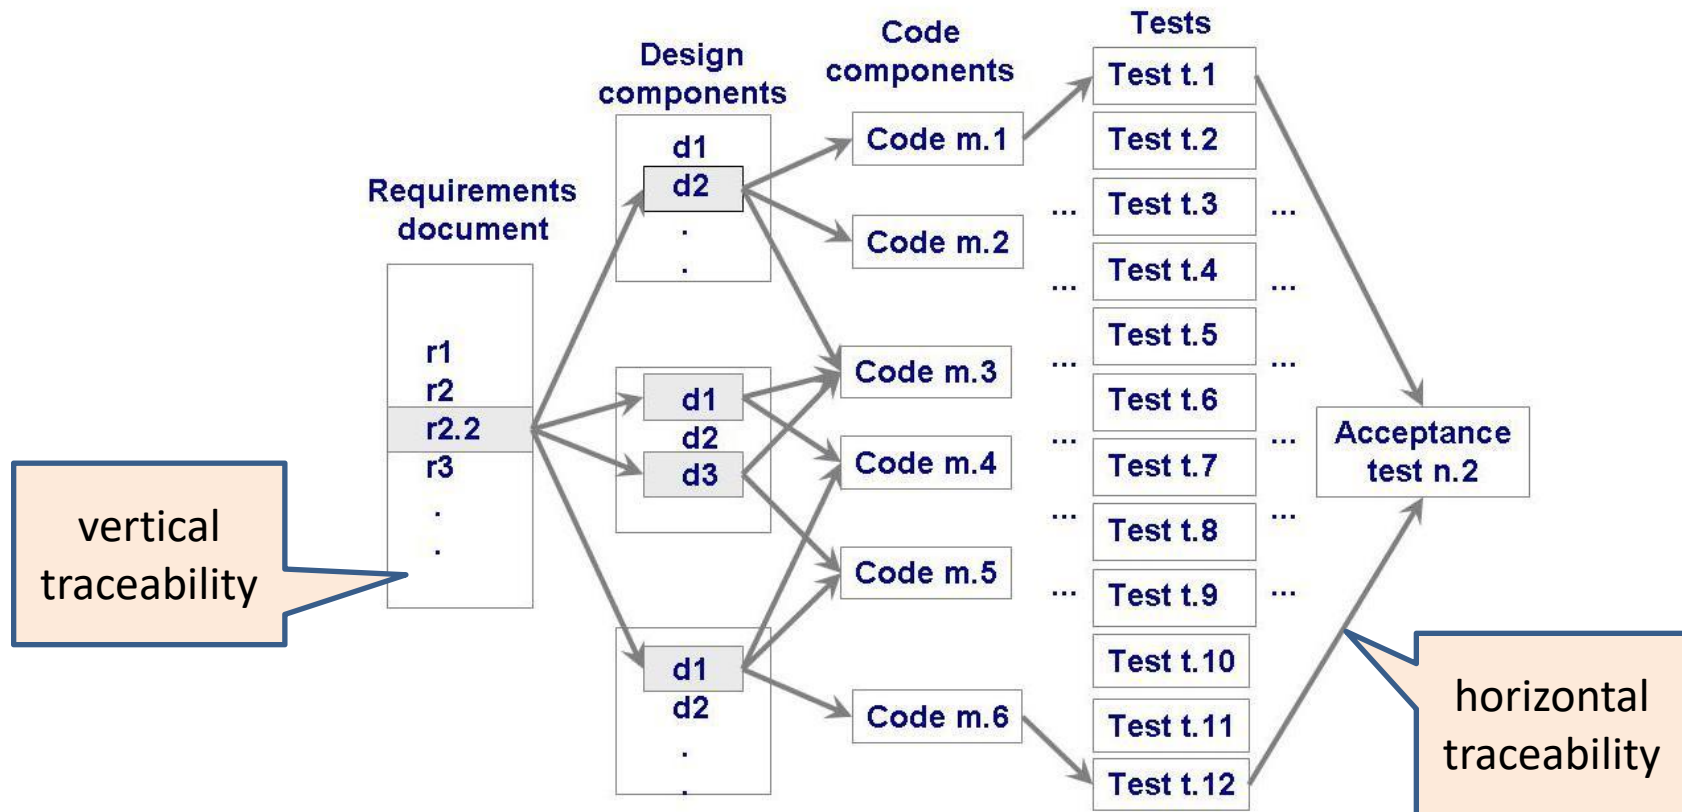 Requirements
document
r1
r2
r2.2
r3
.
.
vertical
traceability
Design
components
d1
d2
.
.
d1
d2
d3
d1
d2
.
.
.
Code
components
Code m.1
Code m.2
Code m.3
Code m.4
Code m.5
Code m.6
Tests
Test t.1
Test t.2
... Test t.3 ...
Test t.4
... ...
Test t.5
... ...
Test t.6
... ...
Test t.7
... Test t.8 ...
... Test t.9 ...
Test t.10
Test t.11
Test t.12
Acceptance
test n.2
horizontal
traceability